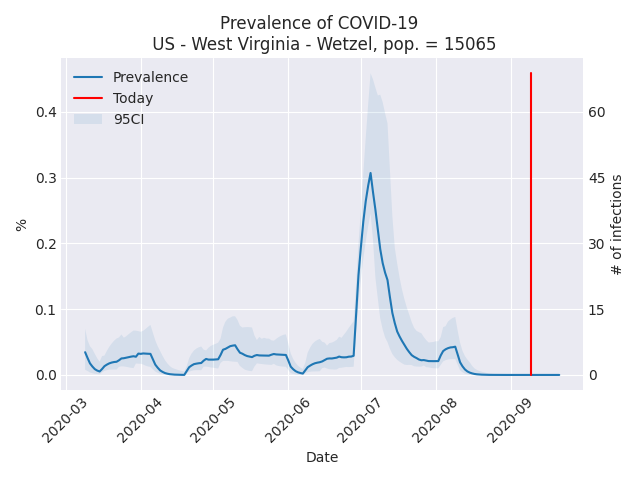 Prevalence of COVID-19
US - West Virginia - Wetzel, pop. = 15065
Prevalence
Today
95CI
0.4
0.3
0.2
0.1
0.0
%
60
45
30
15
0
# of infections
2020-03
2020-04
2020-05
2020-06
2020-07
2020-08
2020-09
Date